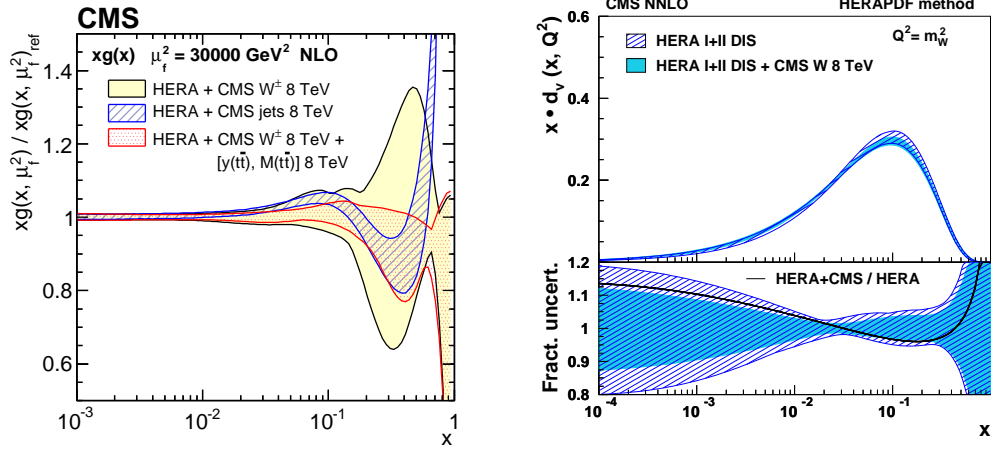 CMS
xg(x) μ_f^2 = 30000 GeV^2 NLO
HERA + CMS W^± 8 TeV
HERA + CMS jets 8 TeV
HERA + CMS W^± 8 TeV +
[y(tt̄), M(tt̄)] 8 TeV
xg(x, μ_f^2) / xg(x, μ_f^2)_ref
1.4
1.2
1
0.8
0.6
10^-3
10^-2
10^-1
1
x
CMS NNLO HERAPDF method
Q^2= m_W^2
HERA I+II DIS
HERA I+II DIS + CMS W 8 TeV
x • d_v (x, Q^2)
0.6
0.4
0.2
HERA+CMS / HERA
Fract. uncert.
1.2
1.1
1
0.9
0.8
10^-4
10^-3
10^-2
10^-1
x